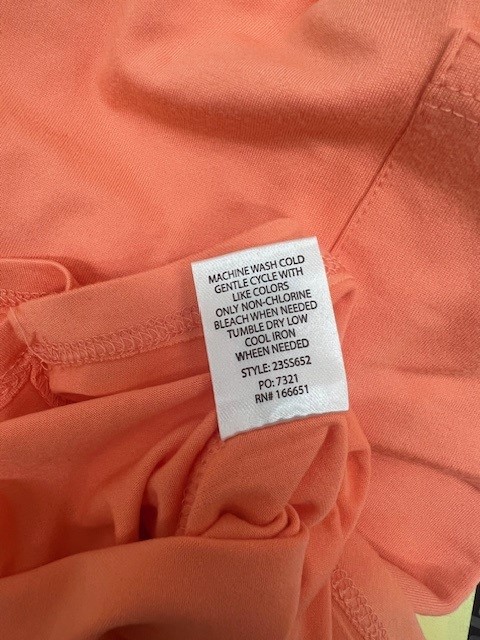 MACHINE WASH COLD
GENTLE CYCLE WITH
LIKE COLORS
ONLY NON-CHLORINE
BLEACH WHEN NEEDED
TUMBLE DRY LOW
COOL IRON
WHEEN NEEDED
STYLE: 23SS652
PO: 7321
RN# 166651